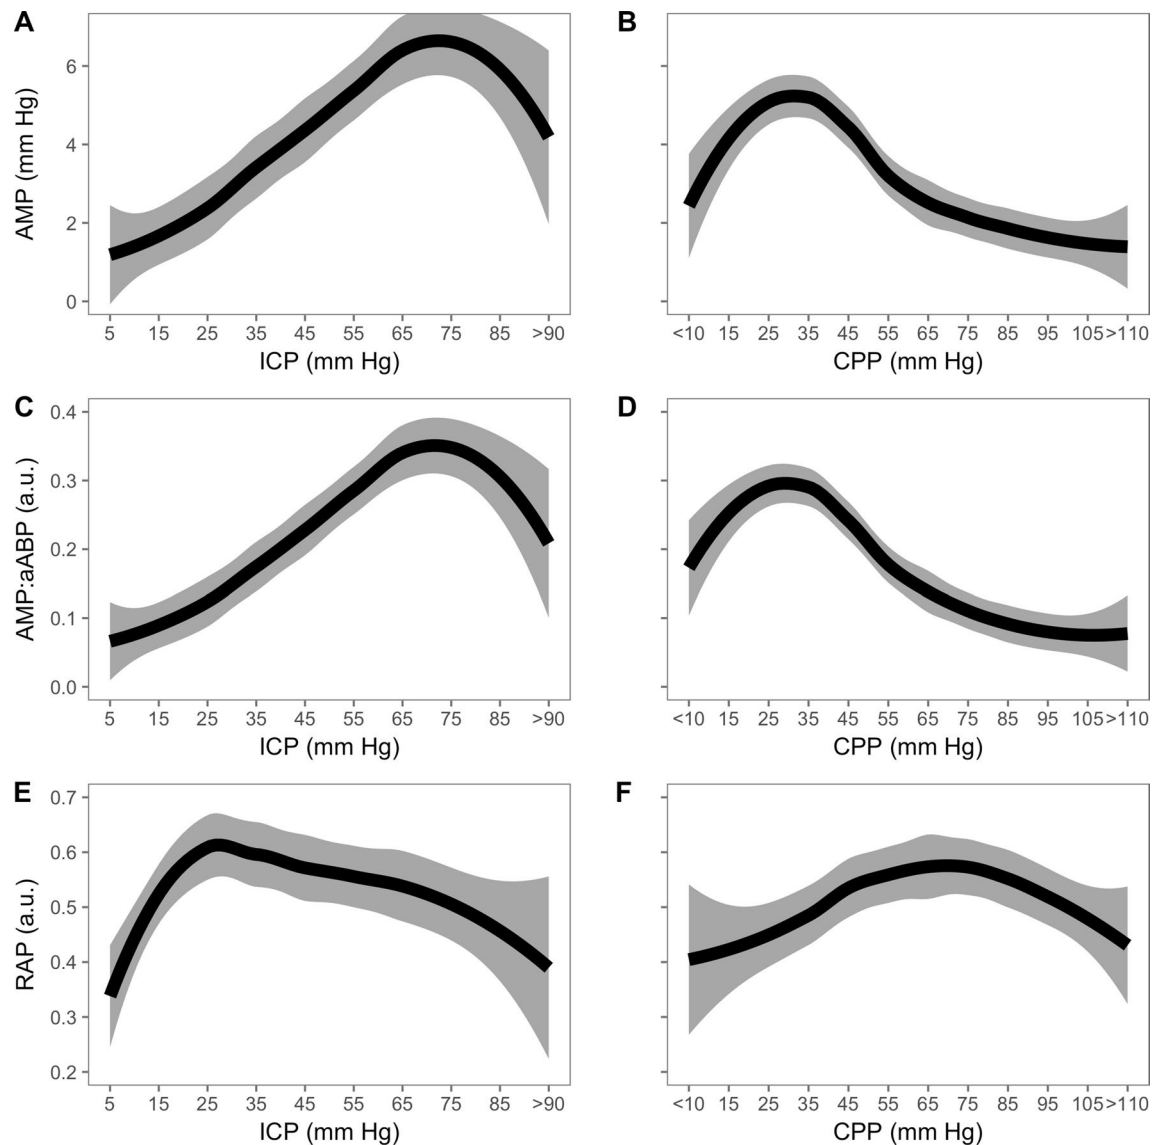 A
B
AMP (mm Hg)
6
4
2
0
5 15 25 35 45 55 65 75 85 >90
ICP (mm Hg)
<10 15 25 35 45 55 65 75 85 95 105 >110
CPP (mm Hg)
C
D
AMP:aABP (a.u.)
0.4
0.3
0.2
0.1
0.0
5 15 25 35 45 55 65 75 85 >90
ICP (mm Hg)
<10 15 25 35 45 55 65 75 85 95 105 >110
CPP (mm Hg)
E
F
RAP (a.u.)
0.7
0.6
0.5
0.4
0.3
0.2
5 15 25 35 45 55 65 75 85 >90
ICP (mm Hg)
<10 15 25 35 45 55 65 75 85 95 105 >110
CPP (mm Hg)